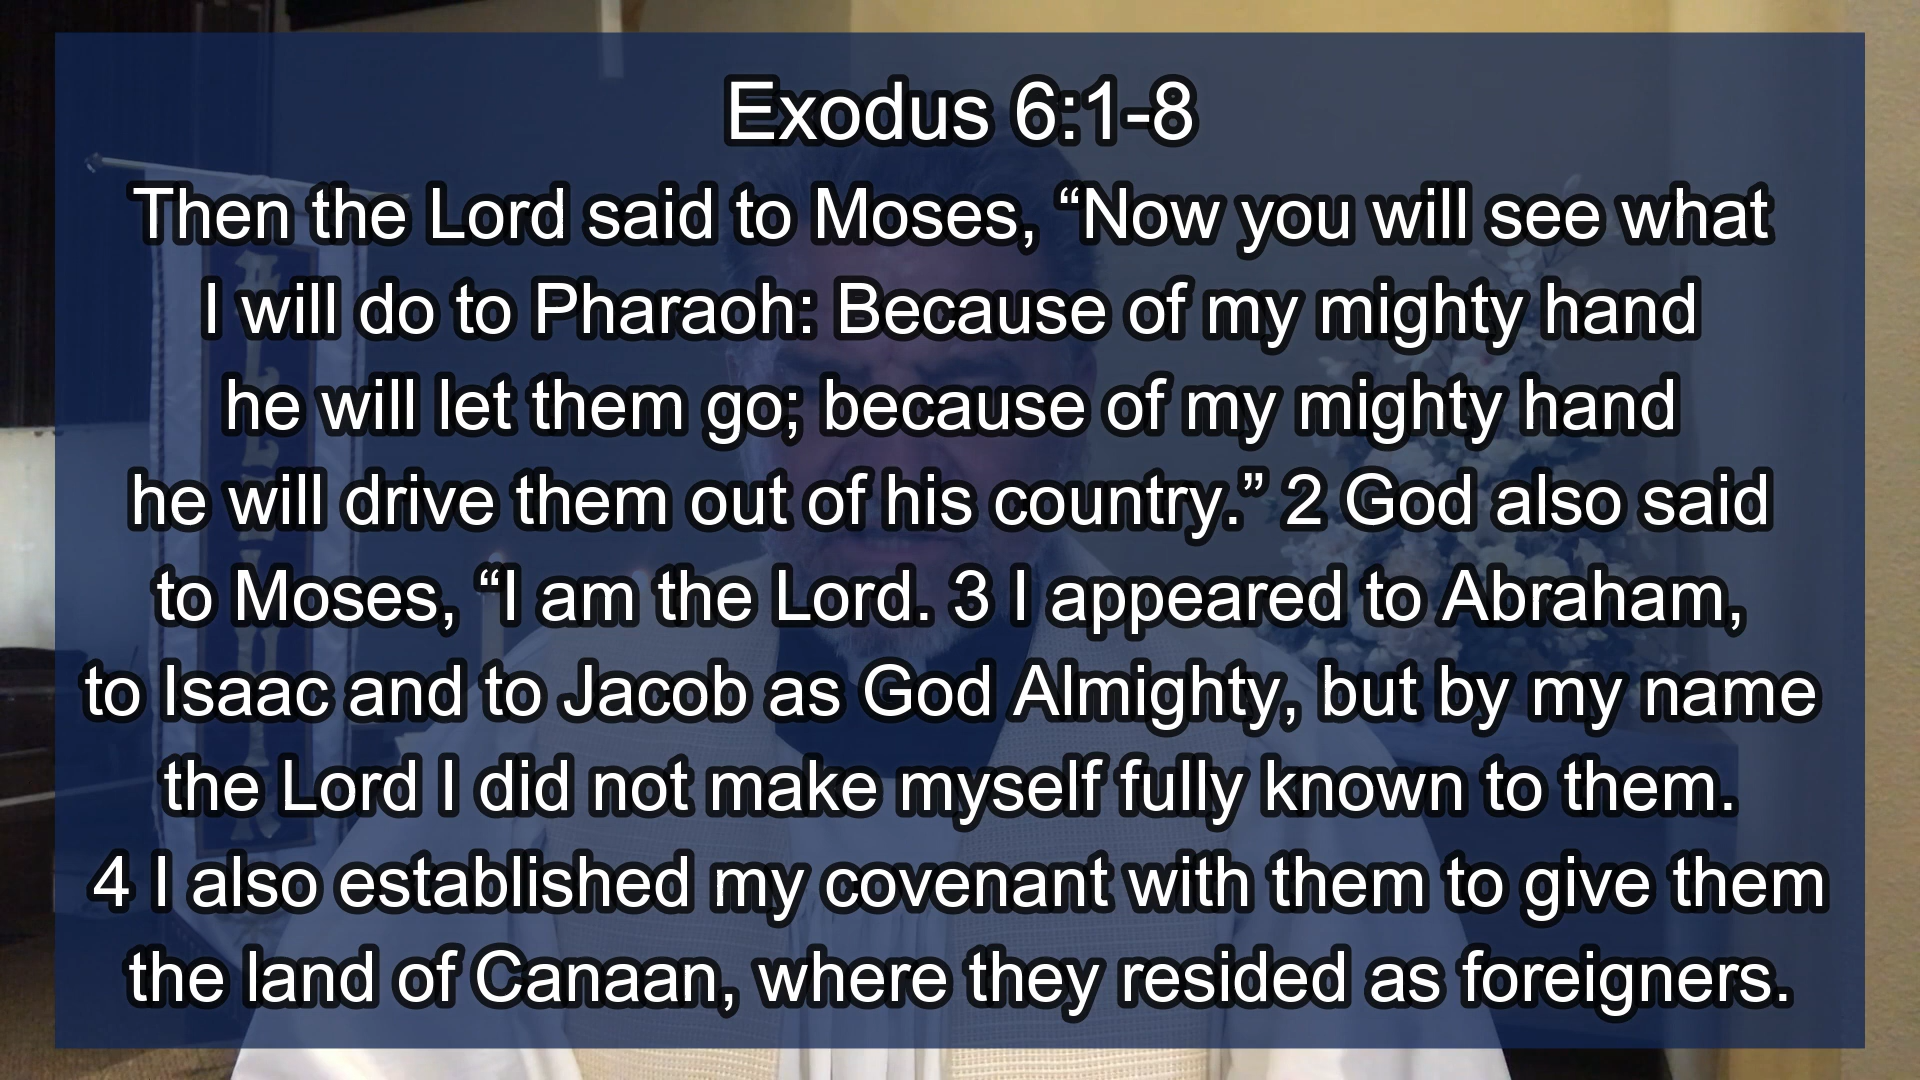 Exodus 6:1-8
Then the Lord said to Moses, “Now you will see what
I will do to Pharaoh: Because of my mighty hand
he will let them go; because of my mighty hand
he will drive them out of his country.” 2 God also said
to Moses, “I am the Lord. 3 I appeared to Abraham,
to Isaac and to Jacob as God Almighty, but by my name
the Lord I did not make myself fully known to them.
4 I also established my covenant with them to give them
the land of Canaan, where they resided as foreigners.